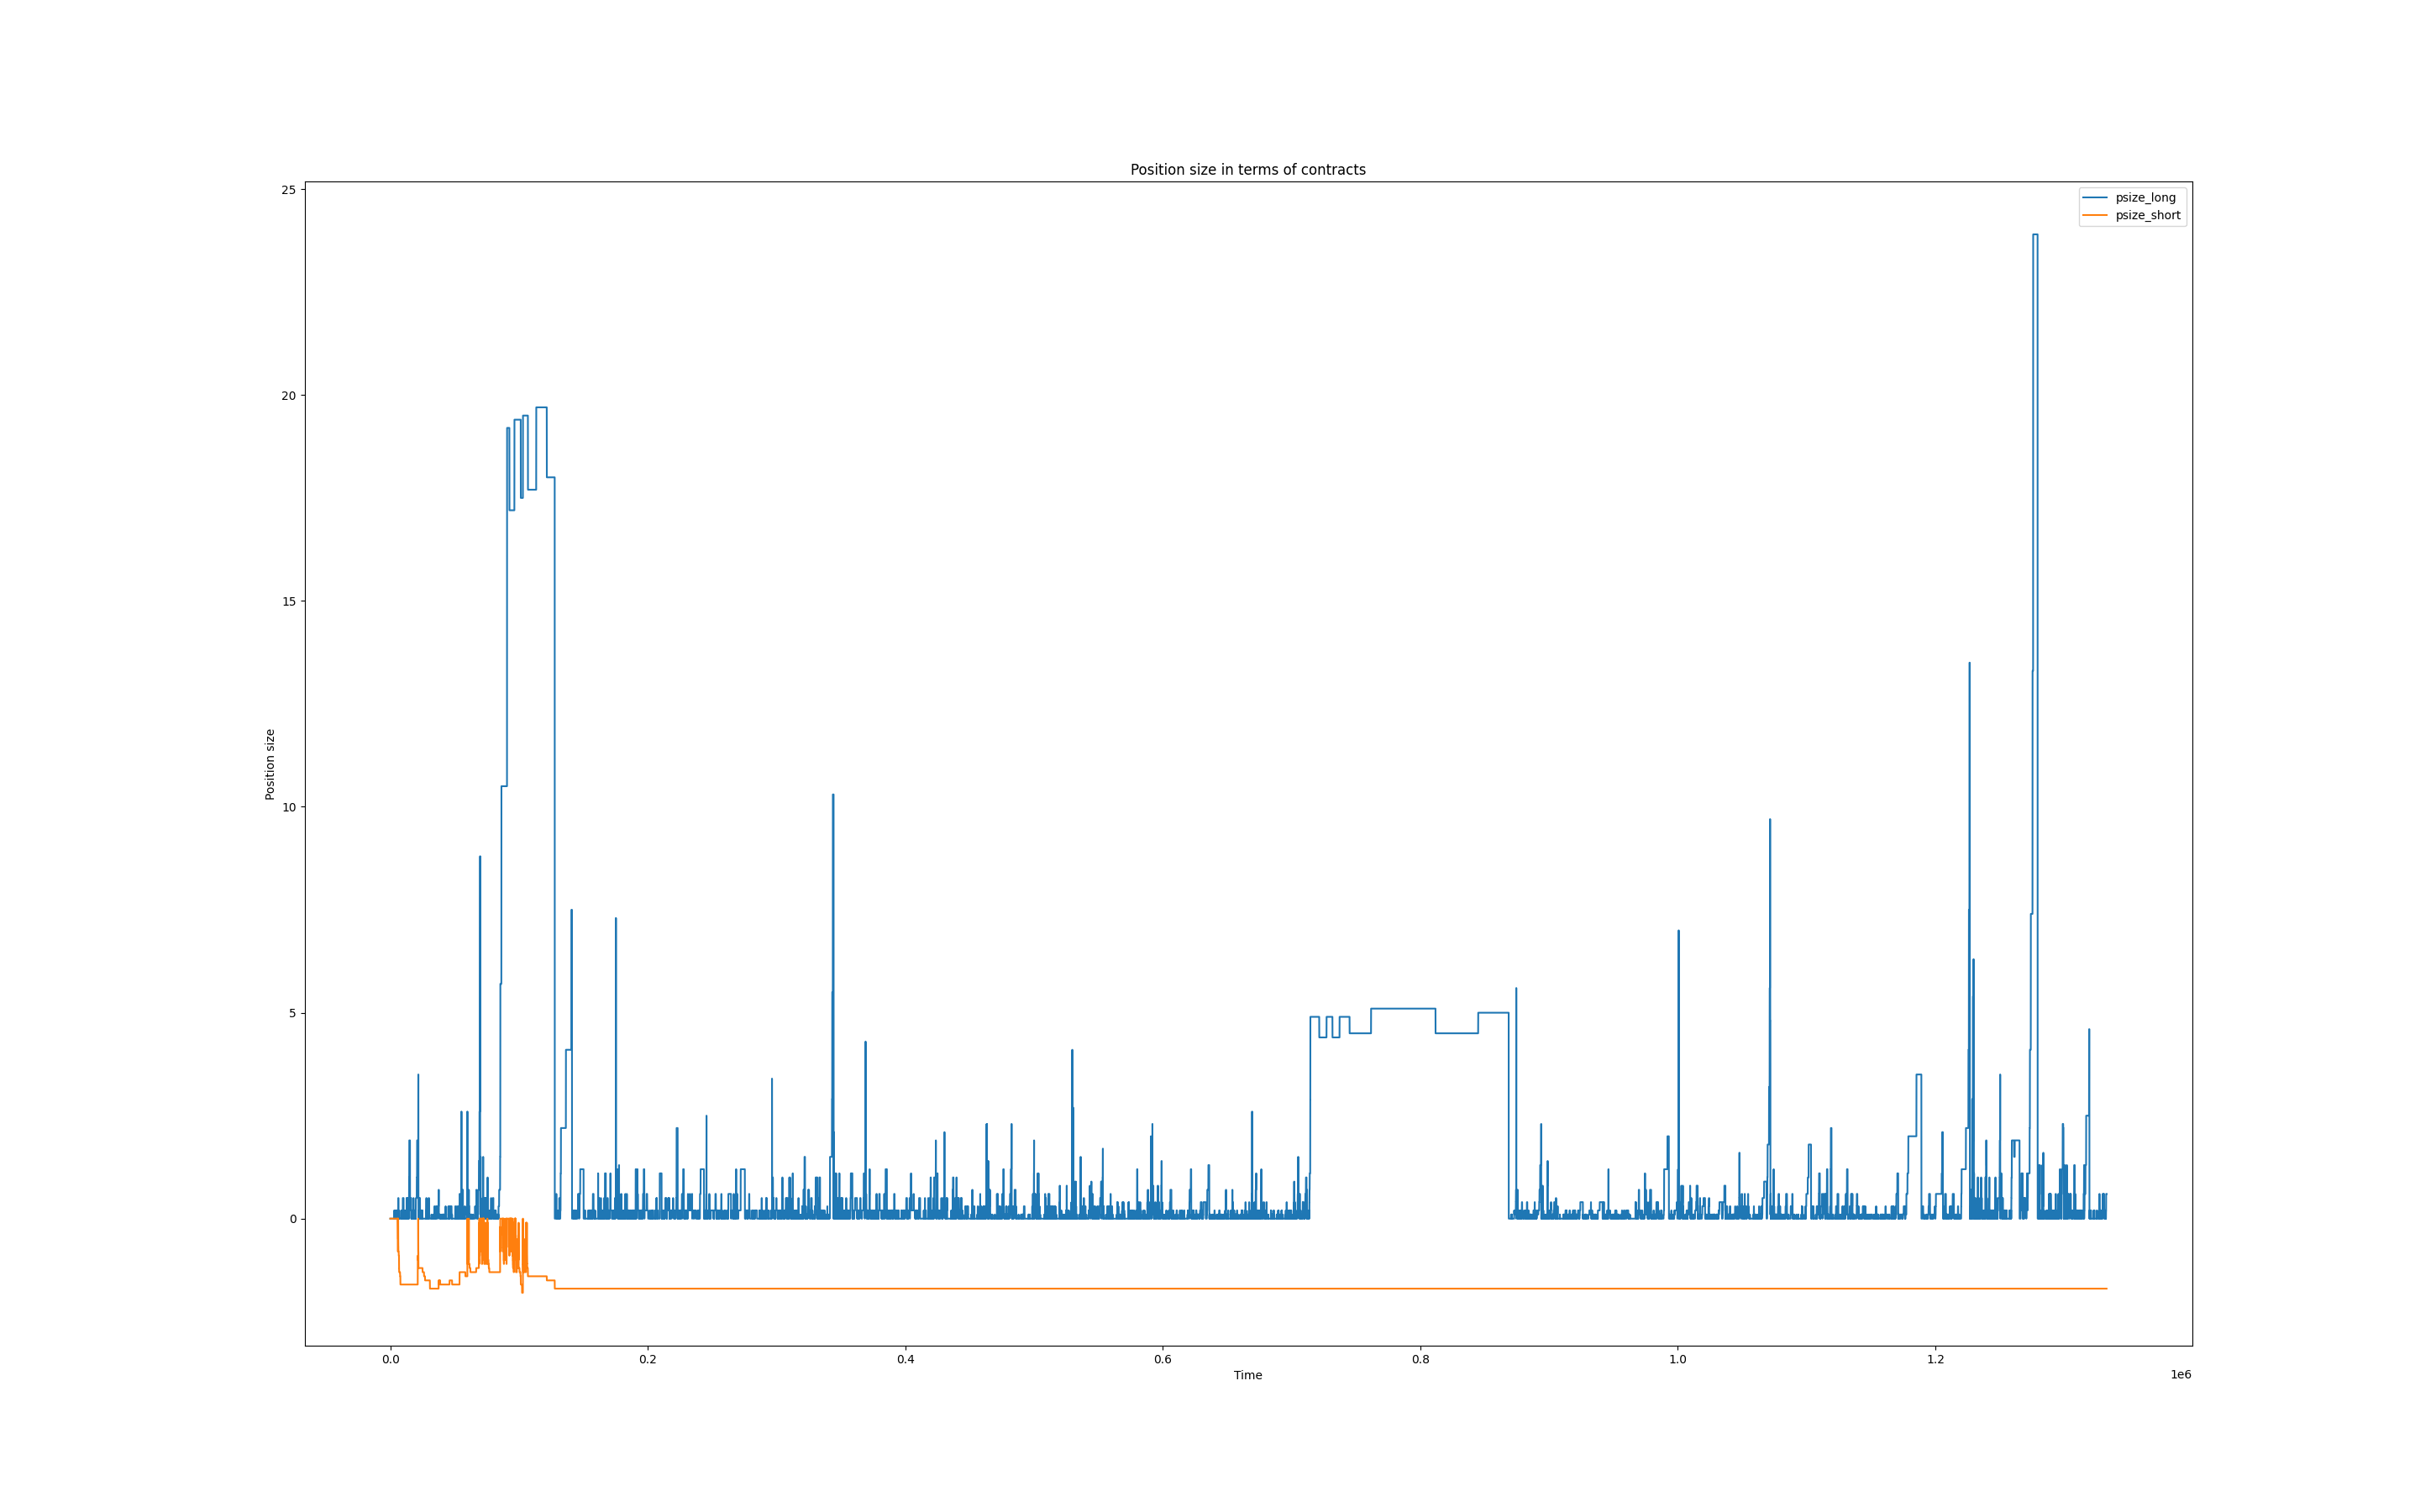 Position size in terms of contracts
25
psize_long
psize_short
20
15
Position size
10
5
0
0.0 0.2 0.4 0.6 0.8 1.0 1.2
Time
1e6